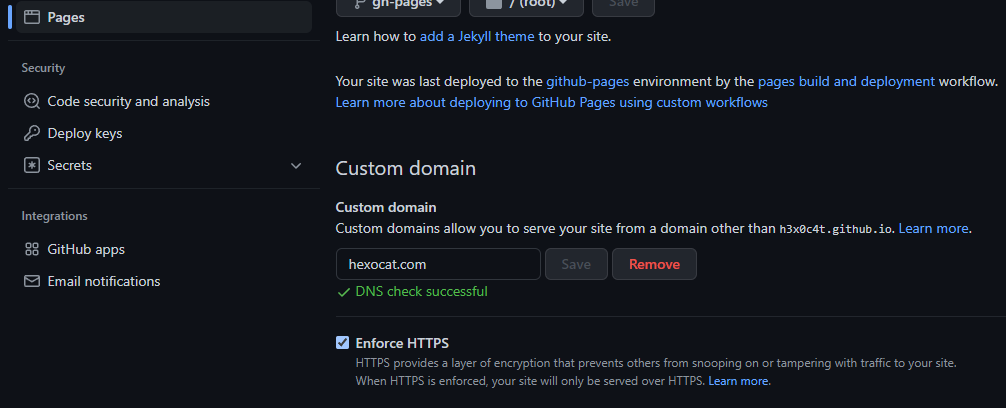 Pages
Security
Code security and analysis
Deploy keys
Secrets
Integrations
GitHub apps
Email notifications
gh-pages / (root) Save
Learn how to add a Jekyll theme to your site.
Your site was last deployed to the github-pages environment by the pages build and deployment workflow.
Learn more about deploying to GitHub Pages using custom workflows
Custom domain
Custom domain
Custom domains allow you to serve your site from a domain other than h3x0c4t.github.io. Learn more.
hexocat.com Save Remove
DNS check successful
Enforce HTTPS
HTTPS provides a layer of encryption that prevents others from snooping on or tampering with traffic to your site.
When HTTPS is enforced, your site will only be served over HTTPS. Learn more.